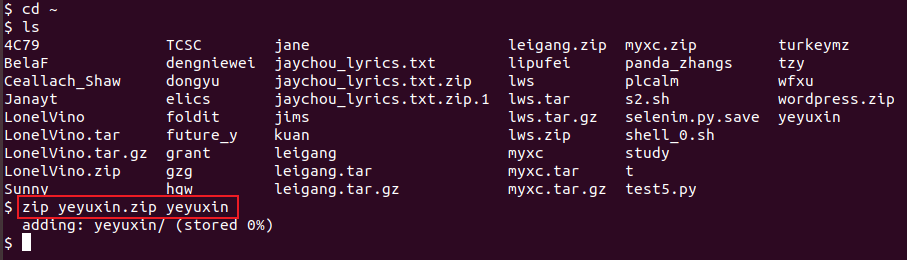 $ cd ~
$ ls
4C79 TCSC jane leigang.zip myxc.zip turkeymz
BelaF dengniewei jaychou_lyrics.txt lipufei panda_zhangs tzy
Ceallach_Shaw dongyu jaychou_lyrics.txt.zip lws plcalm wfxu
Janayt elics jaychou_lyrics.txt.zip.1 lws.tar s2.sh wordpress.zip
LonelVino foldit jims lws.tar.gz selenim.py.save yeyuxin
LonelVino.tar future_y kuan lws.zip shell_0.sh
LonelVino.tar.gz grant leigang myxc study
LonelVino.zip gzg leigang.tar myxc.tar t
Sunny hqw leigang.tar.gz myxc.tar.gz test5.py
$ zip yeyuxin.zip yeyuxin
adding: yeyuxin/ (stored 0%)
$